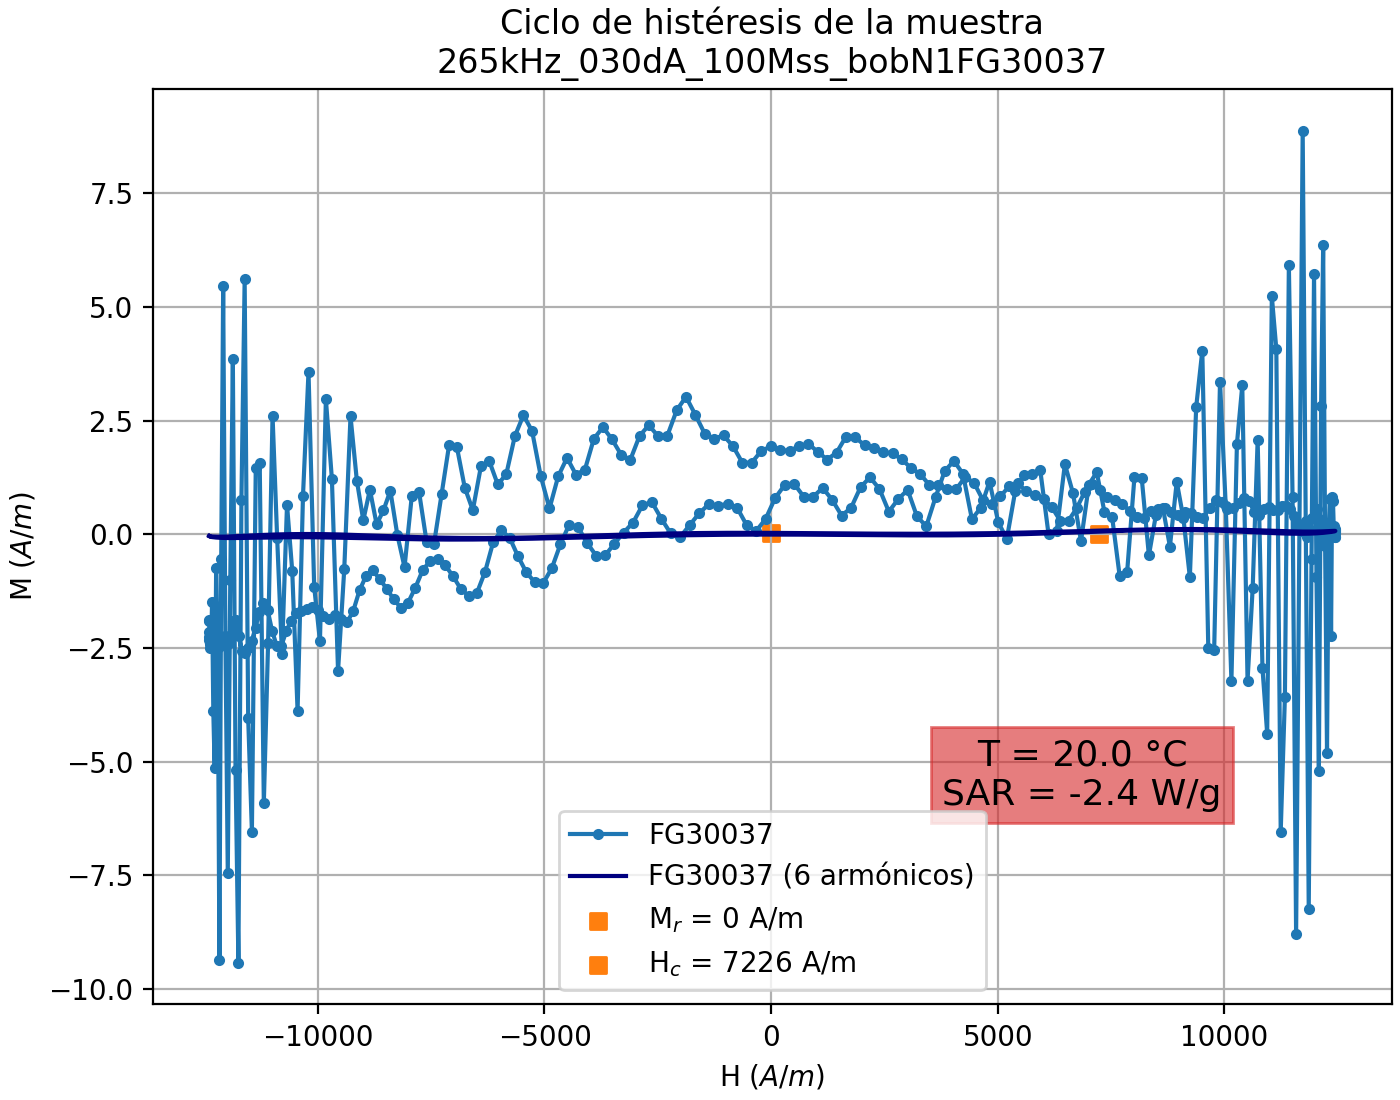 Ciclo de histéresis de la muestra
265kHz_030dA_100Mss_bobN1FG30037
M (A/m)
7.5
5.0
2.5
0.0
−2.5
−5.0
−7.5
−10.0
T = 20.0 °C
SAR = -2.4 W/g
FG30037
FG30037 (6 armónicos)
Mr = 0 A/m
Hc = 7226 A/m
−10000
−5000
0
5000
10000
H (A/m)